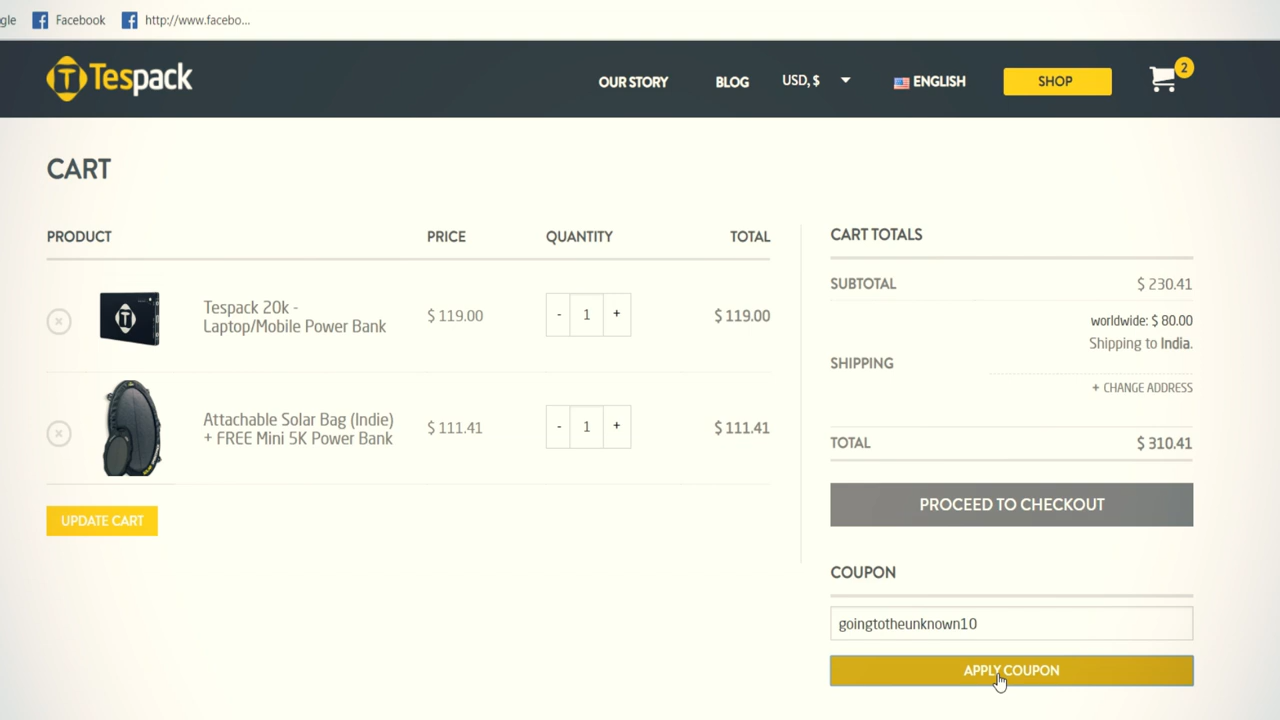 gle Facebook http://www.facebo...
Tespack OUR STORY BLOG USD, $ ENGLISH SHOP 2
CART
PRODUCT PRICE QUANTITY TOTAL
Tespack 20k -
Laptop/Mobile Power Bank
$ 119.00 - 1 + $ 119.00
Attachable Solar Bag (Indie)
+ FREE Mini 5K Power Bank
$ 111.41 - 1 + $ 111.41
UPDATE CART
CART TOTALS
SUBTOTAL $ 230.41
worldwide: $ 80.00
Shipping to India.
SHIPPING
+ CHANGE ADDRESS
TOTAL $ 310.41
PROCEED TO CHECKOUT
COUPON
goingtotheunknown10
APPLY COUPON